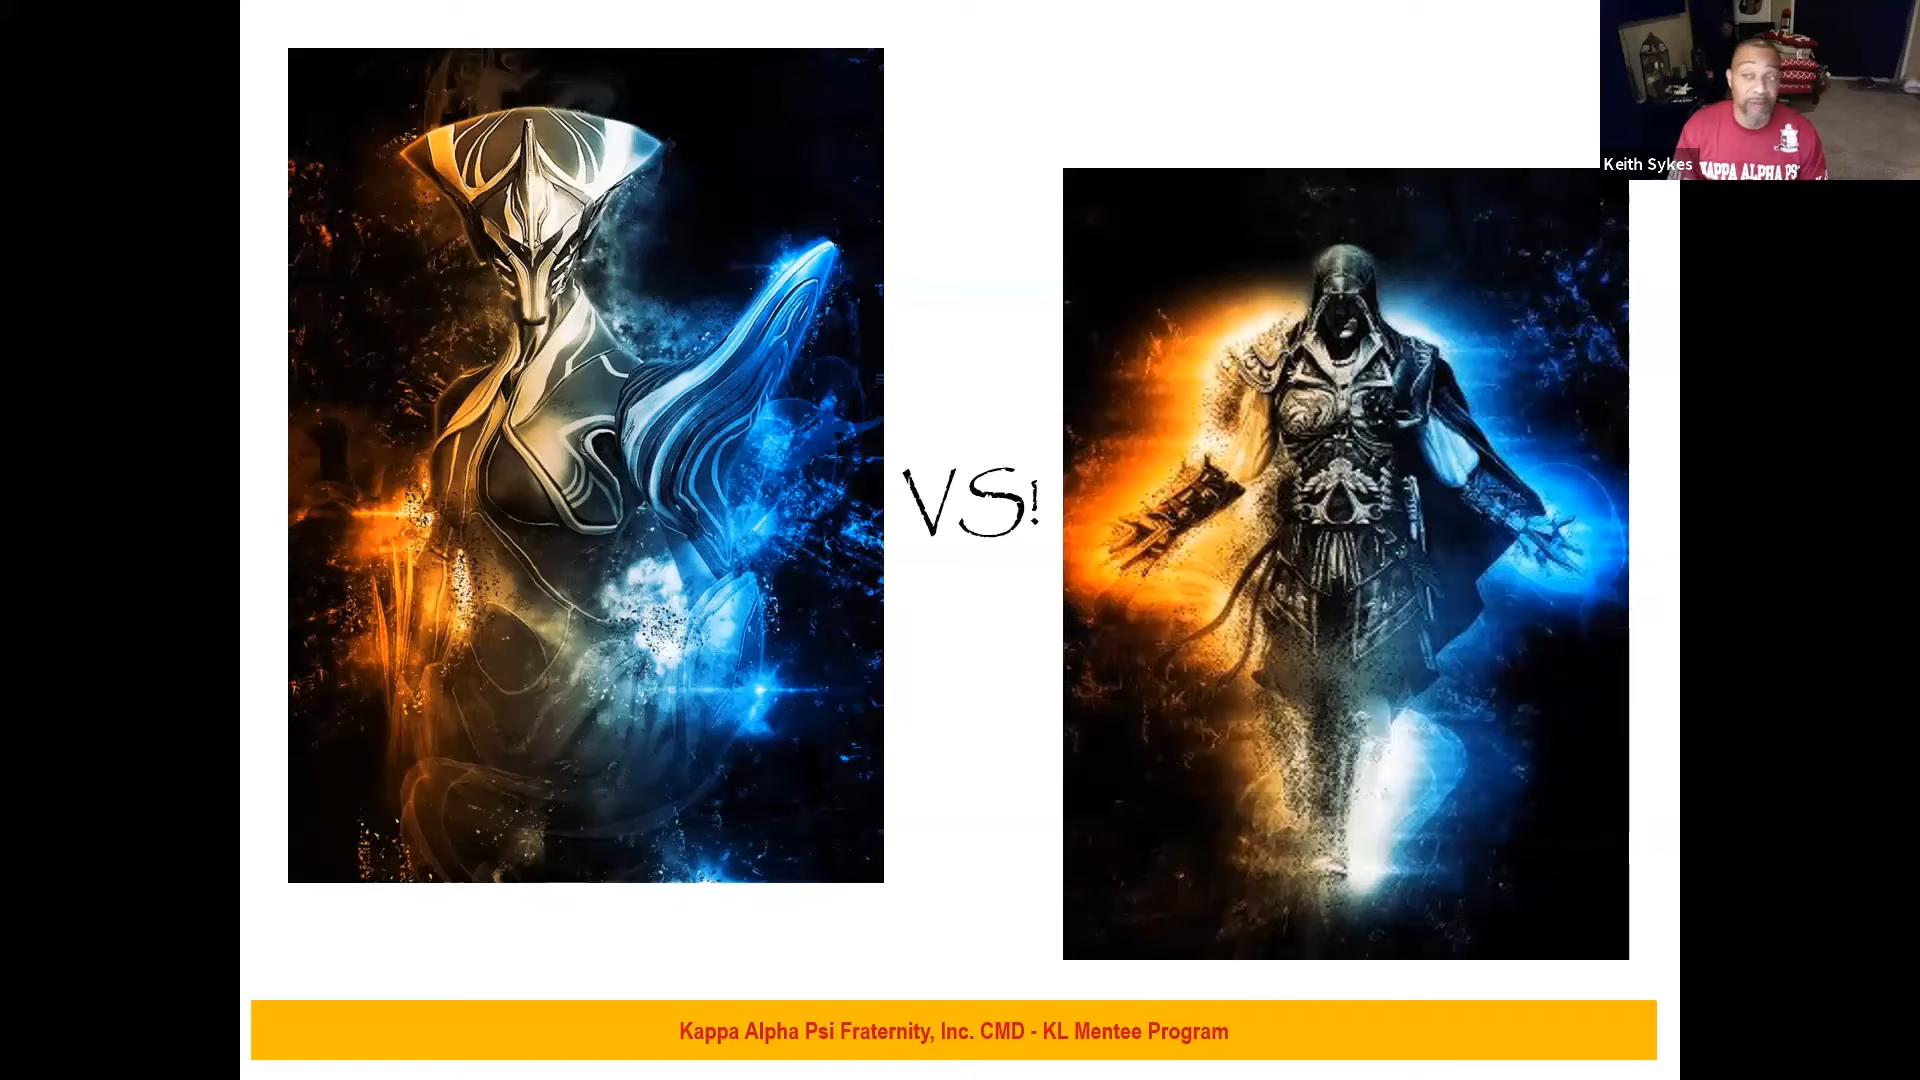 Keith Sykes
KAPPA ALPHA PSI
VS!
Kappa Alpha Psi Fraternity, Inc. CMD - KL Mentee Program